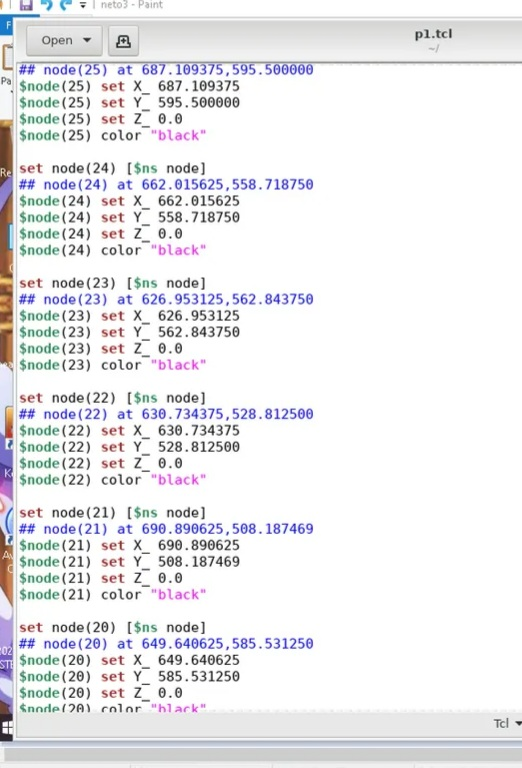 neto3 - Paint
Open
p1.tcl
~/
## node(25) at 687.109375,595.500000
$node(25) set X_ 687.109375
$node(25) set Y_ 595.500000
$node(25) set Z_ 0.0
$node(25) color "black"
set node(24) [$ns node]
## node(24) at 662.015625,558.718750
$node(24) set X_ 662.015625
$node(24) set Y_ 558.718750
$node(24) set Z_ 0.0
$node(24) color "black"
set node(23) [$ns node]
## node(23) at 626.953125,562.843750
$node(23) set X_ 626.953125
$node(23) set Y_ 562.843750
$node(23) set Z_ 0.0
$node(23) color "black"
set node(22) [$ns node]
## node(22) at 630.734375,528.812500
$node(22) set X_ 630.734375
$node(22) set Y_ 528.812500
$node(22) set Z_ 0.0
$node(22) color "black"
set node(21) [$ns node]
## node(21) at 690.890625,508.187469
$node(21) set X_ 690.890625
$node(21) set Y_ 508.187469
$node(21) set Z_ 0.0
$node(21) color "black"
set node(20) [$ns node]
## node(20) at 649.640625,585.531250
$node(20) set X_ 649.640625
$node(20) set Y_ 585.531250
$node(20) set Z_ 0.0
$node(20) color "black"
Tcl